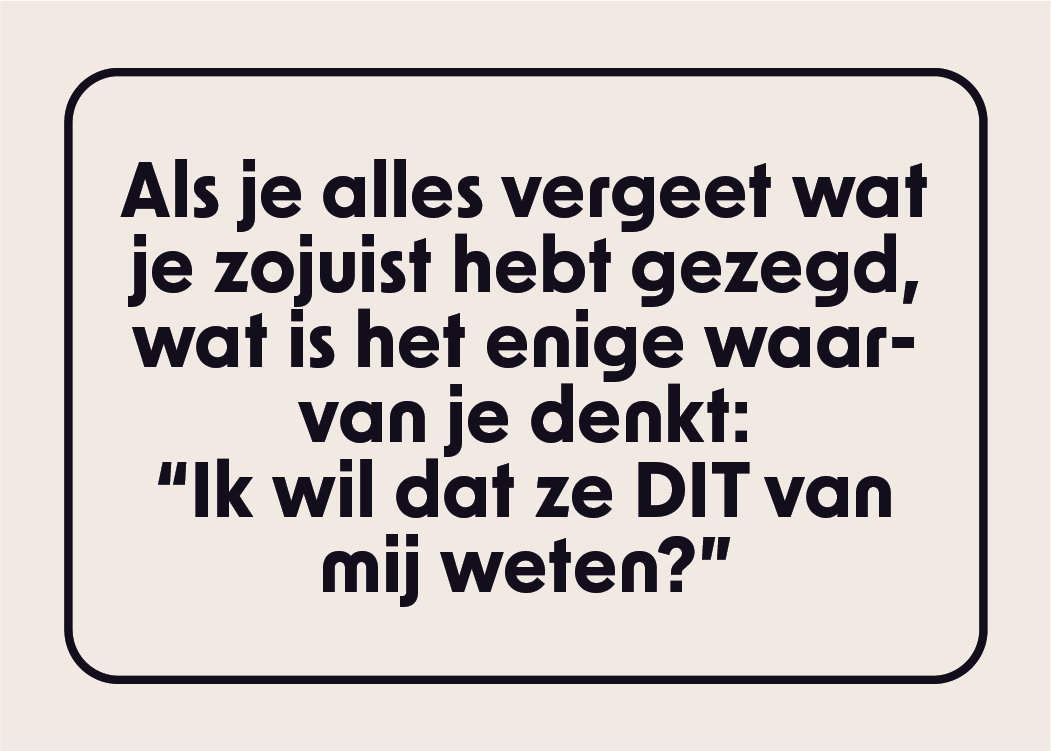 Als je alles vergeet wat
je zojuist hebt gezegd,
wat is het enige waar-
van je denkt:
“Ik wil dat ze DIT van
mij weten?”